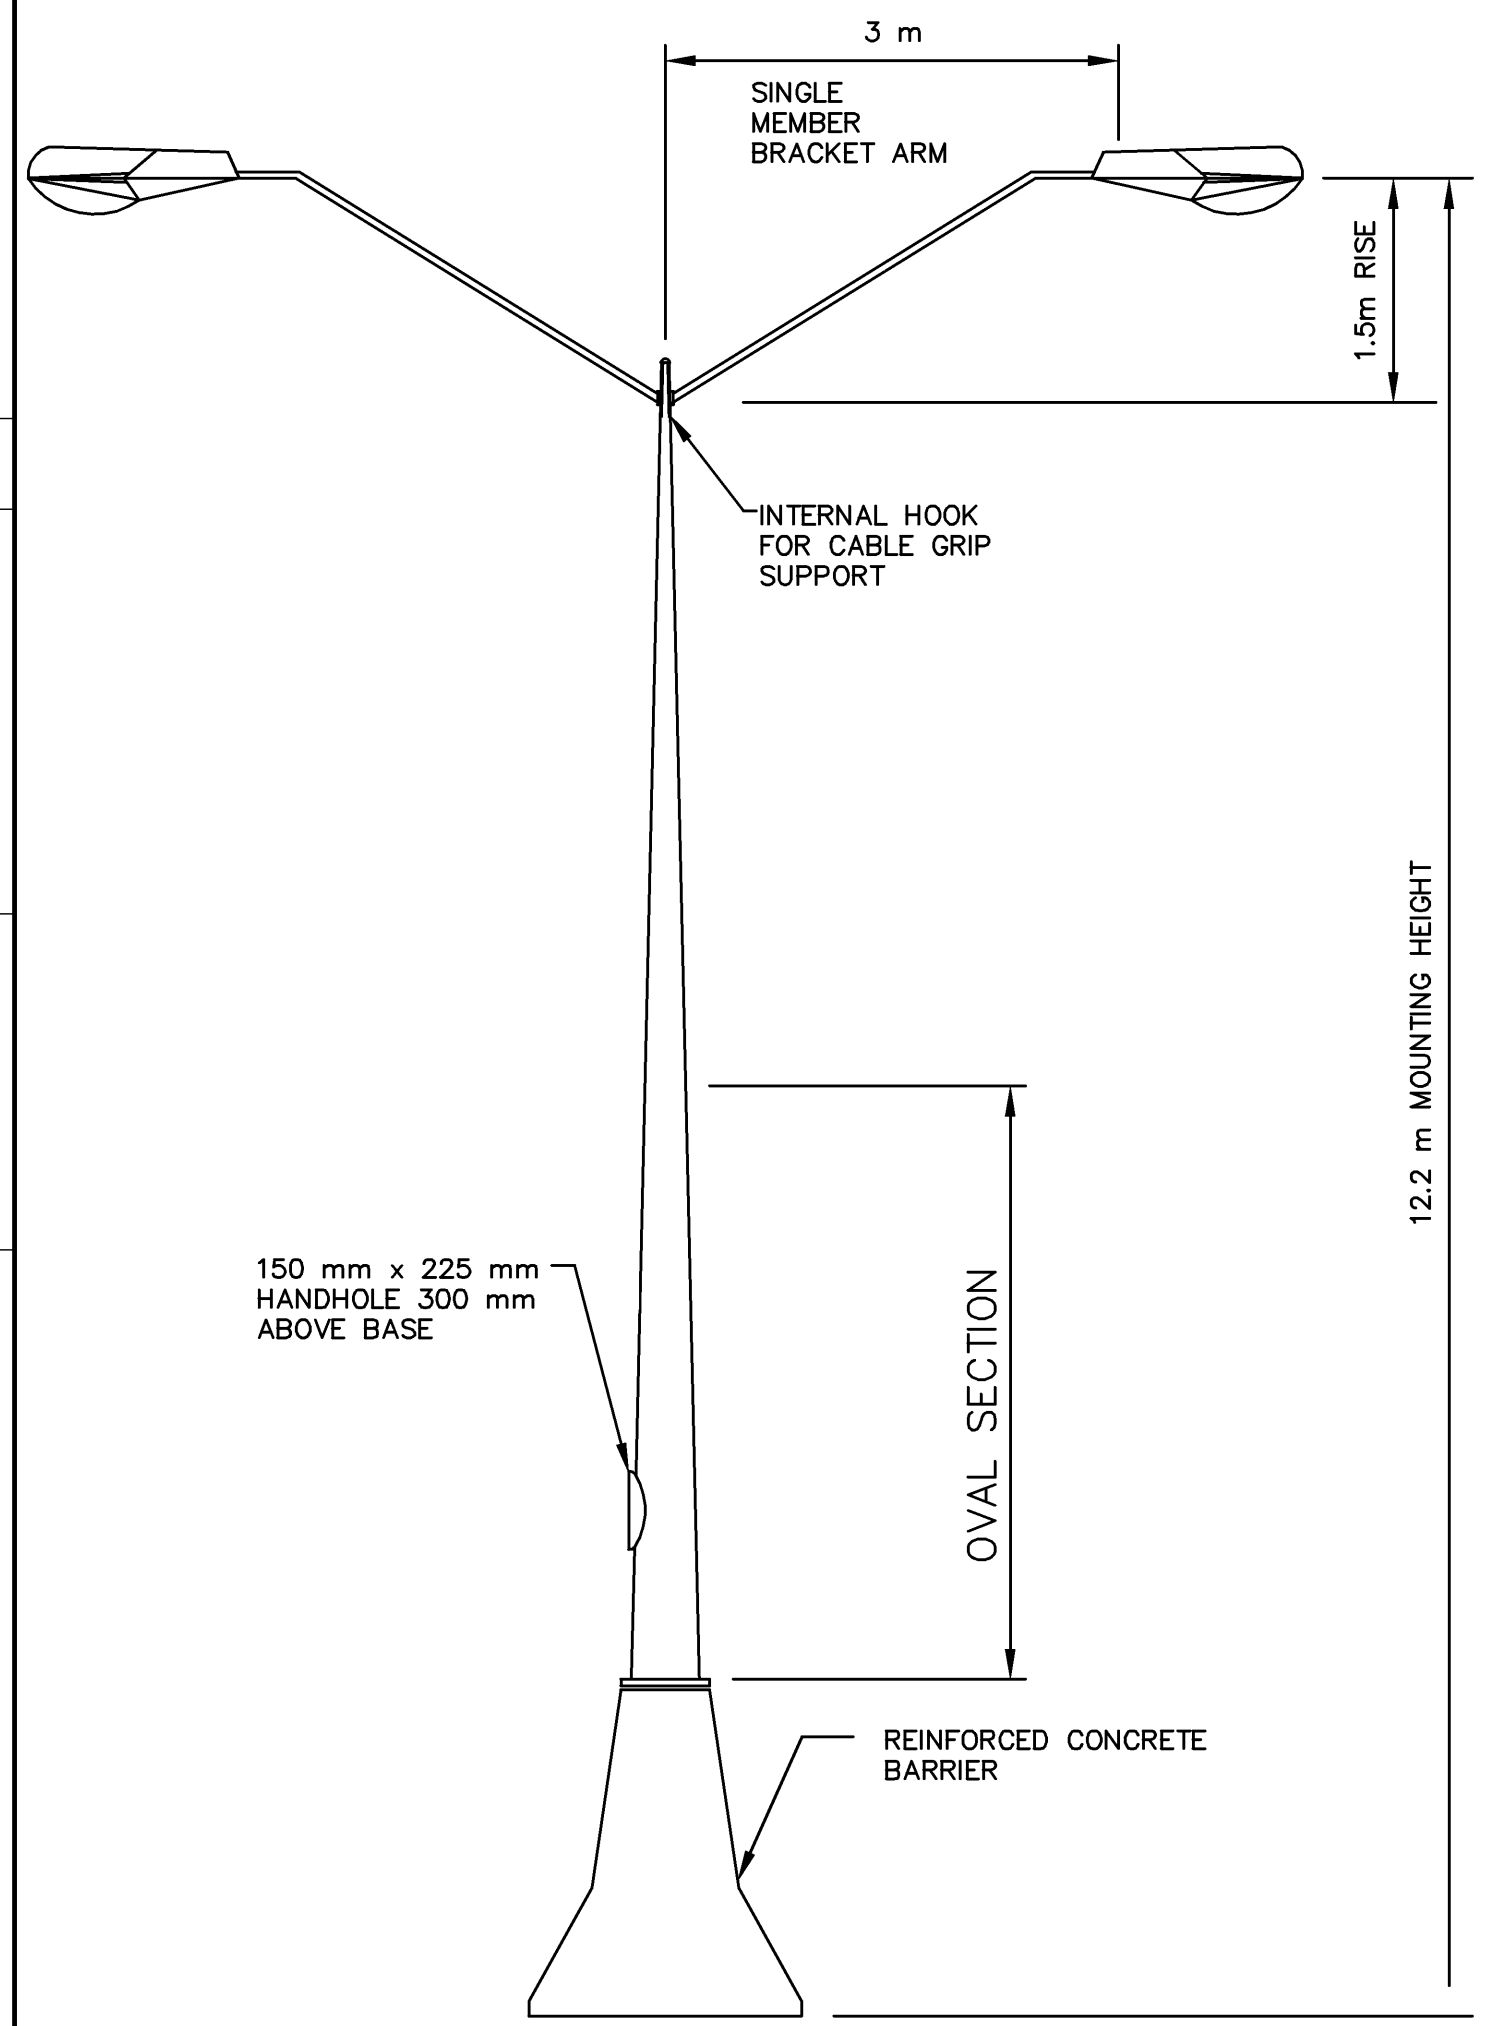 3 m
SINGLE
MEMBER
BRACKET ARM
1.5m RISE
INTERNAL HOOK
FOR CABLE GRIP
SUPPORT
12.2 m MOUNTING HEIGHT
150 mm x 225 mm
HANDHOLE 300 mm
ABOVE BASE
OVAL SECTION
REINFORCED CONCRETE
BARRIER